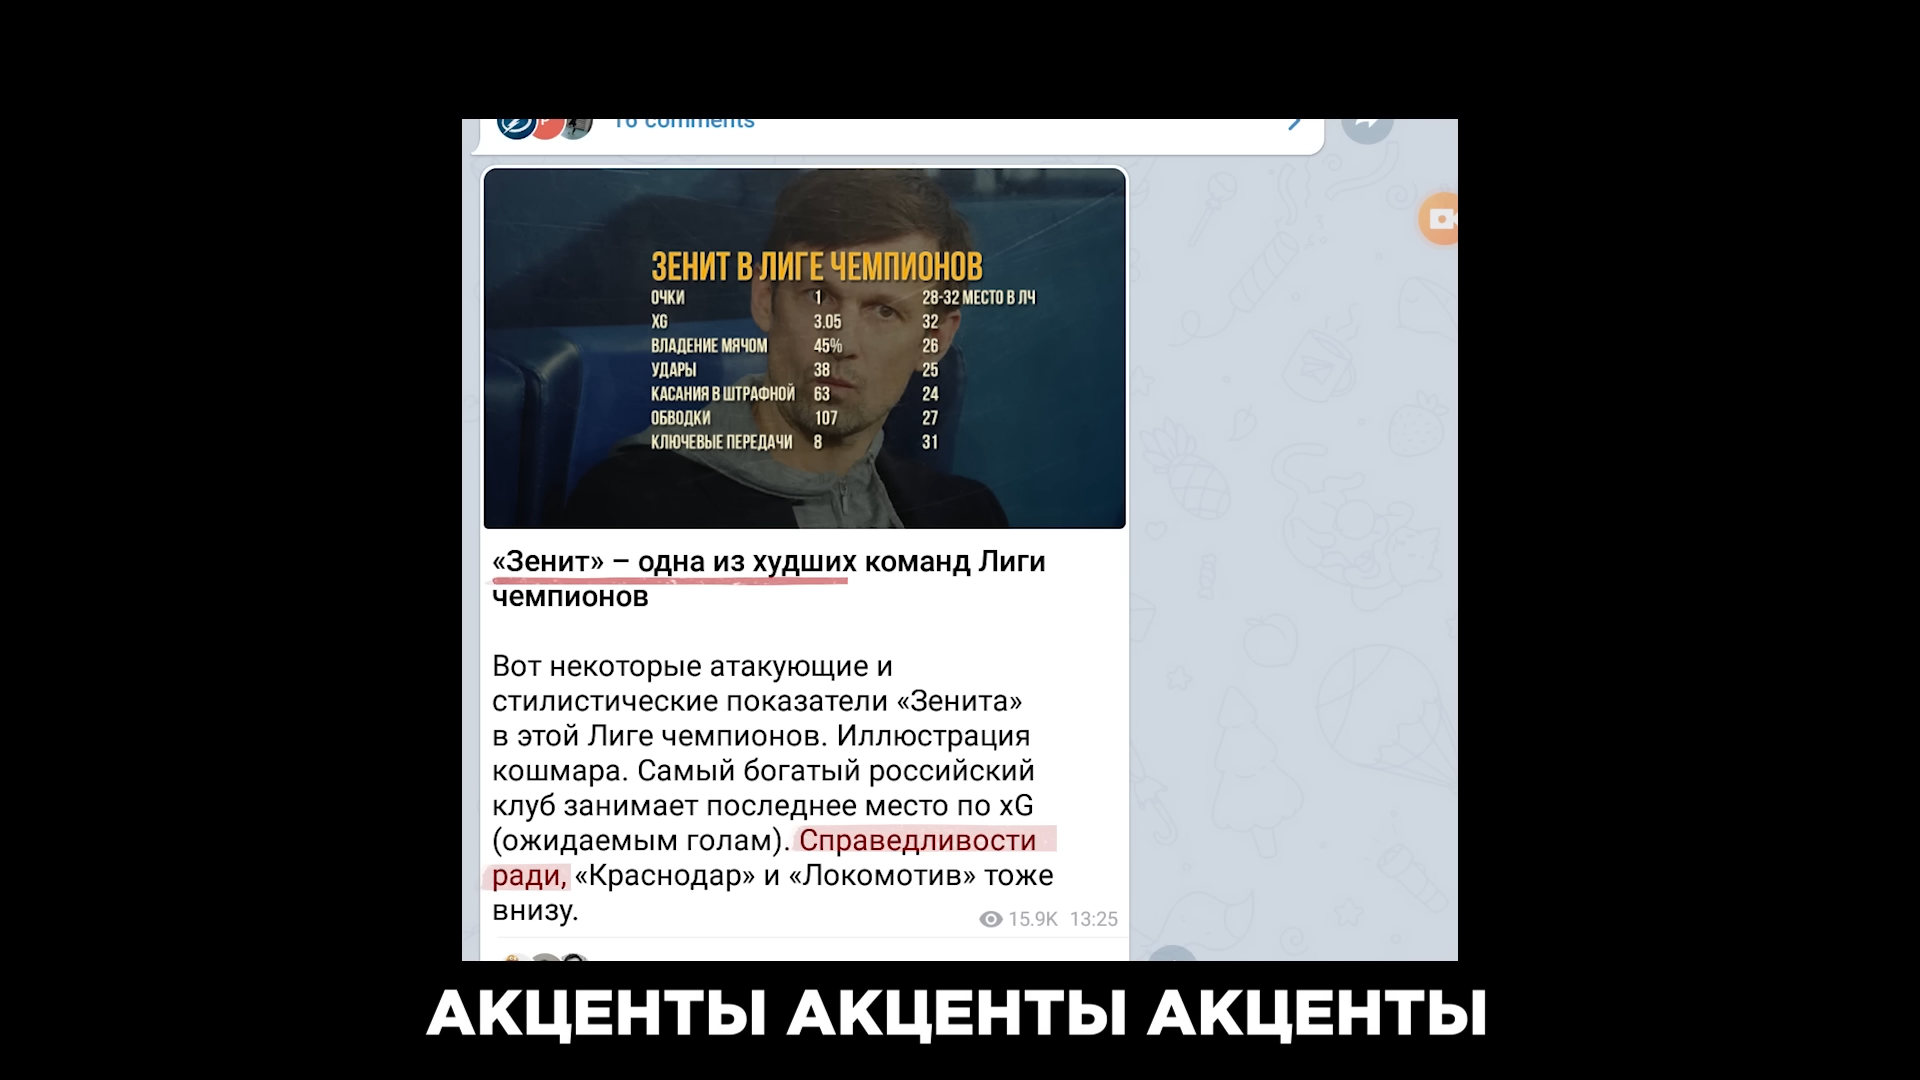 16 comments
ЗЕНИТ В ЛИГЕ ЧЕМПИОНОВ
ОЧКИ 1 28-32 МЕСТО В ЛЧ
XG 3.05 32
ВЛАДЕНИЕ МЯЧОМ 45% 26
УДАРЫ 38 25
КАСАНИЯ В ШТРАФНОЙ 63 24
ОБВОДКИ 107 27
КЛЮЧЕВЫЕ ПЕРЕДАЧИ 8 31
«Зенит» – одна из худших команд Лиги
чемпионов
Вот некоторые атакующие и
стилистические показатели «Зенита»
в этой Лиге чемпионов. Иллюстрация
кошмара. Самый богатый российский
клуб занимает последнее место по xG
(ожидаемым голам). Справедливости
ради, «Краснодар» и «Локомотив» тоже
внизу.
15.9K 13:25
АКЦЕНТЫ АКЦЕНТЫ АКЦЕНТЫ